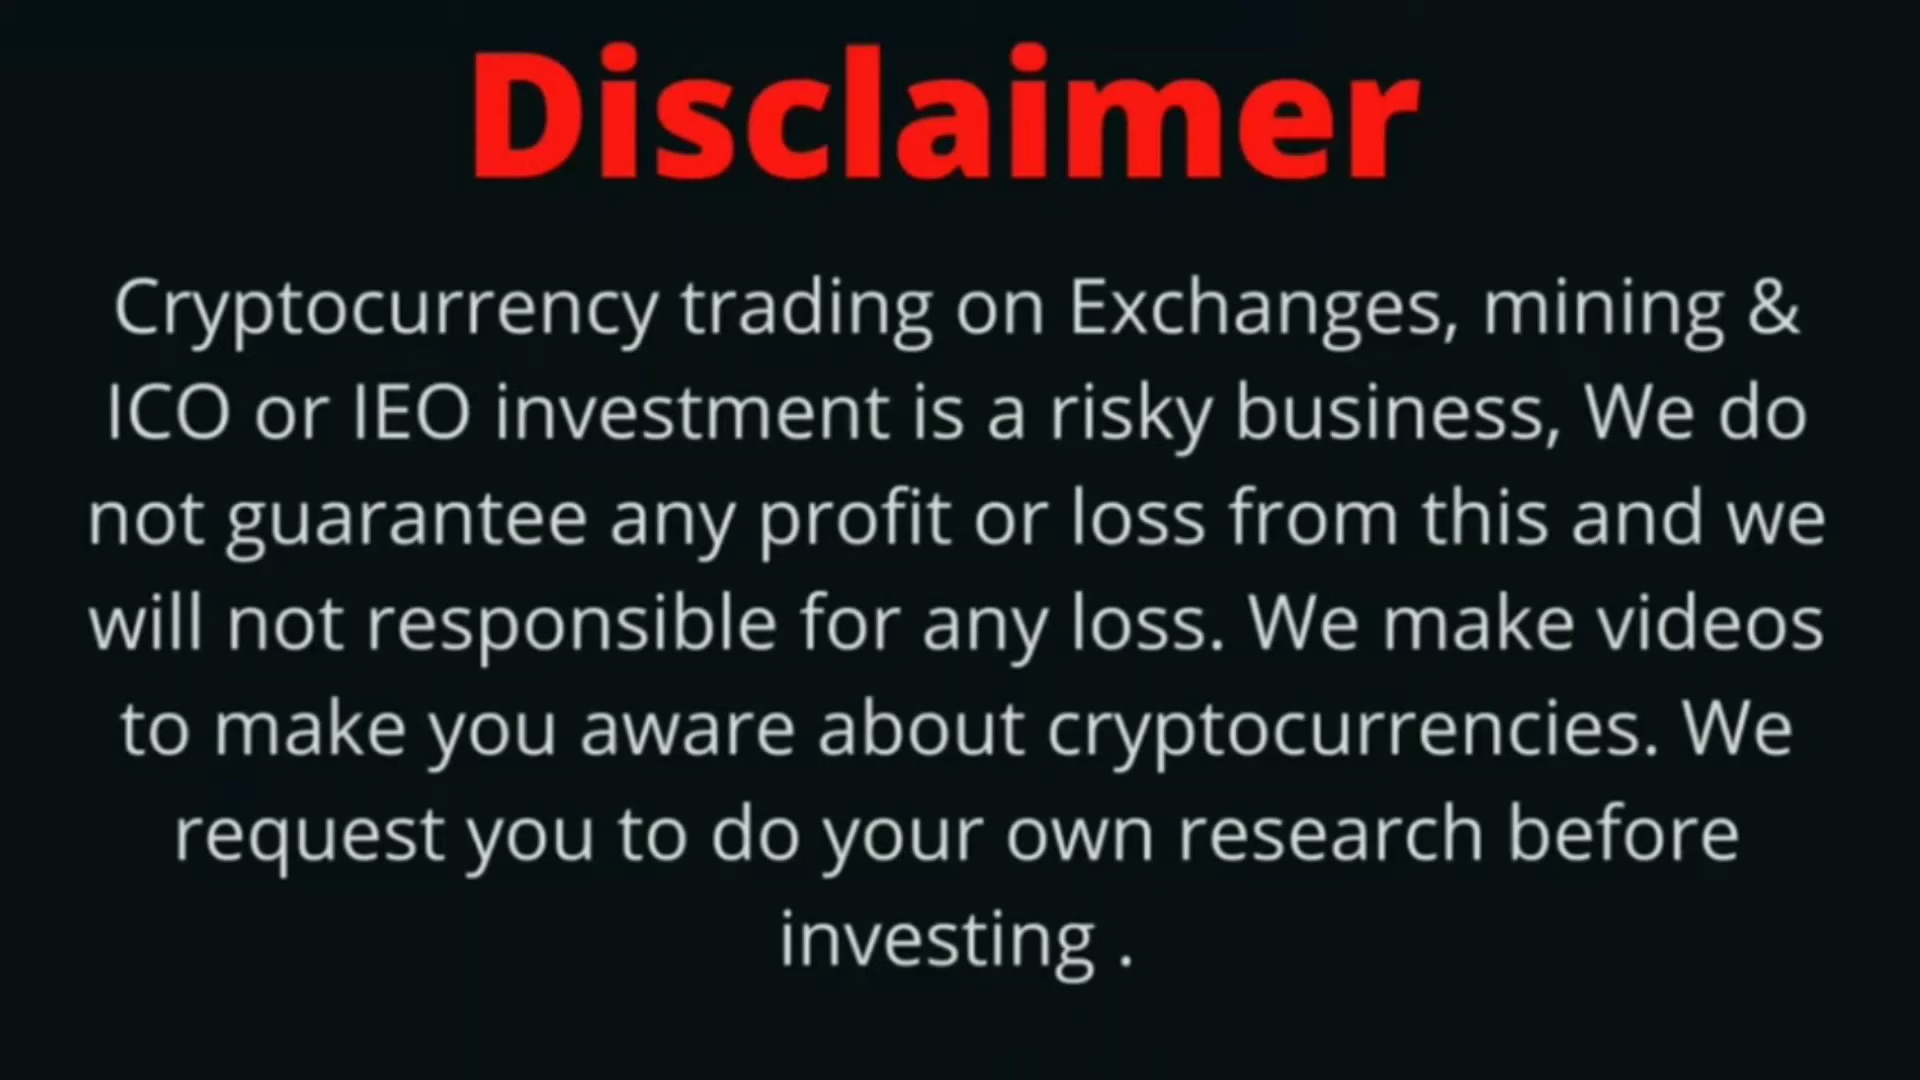 Disclaimer
Cryptocurrency trading on Exchanges, mining &
ICO or IEO investment is a risky business, We do
not guarantee any profit or loss from this and we
will not responsible for any loss. We make videos
to make you aware about cryptocurrencies. We
request you to do your own research before
investing .